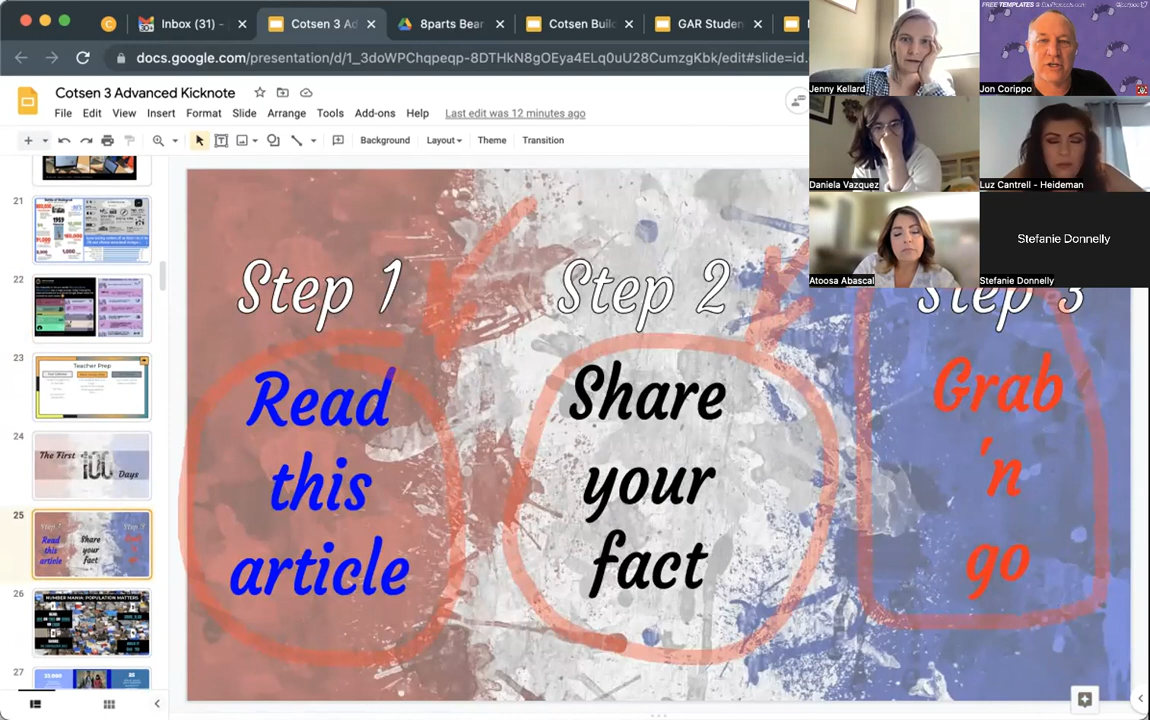 Inbox (31) -
Cotsen 3 Ad
8parts Bear
Cotsen Buil
GAR Studen
docs.google.com/presentation/d/1_3doWPChqpeqp-8DTHkN8gOEya4ELq0uU28CumzgKbk/edit#slide=id.
Cotsen 3 Advanced Kicknote
File Edit View Insert Format Slide Arrange Tools Add-ons Help Last edit was 12 minutes ago
Background Layout Theme Transition
FREE TEMPLATES
Jenny Kellard
Jon Corippo
Daniela Vazquez
Luz Cantrell - Heideman
Atoosa Abascal
Stefanie Donnelly
Stefanie Donnelly
21
22
23
Teacher Prep
24
The First 100 Days
25
Step 1
Read
this
article
Share
your
fact
26
NUMBER MANIA: POPULATION MATTERS
27
Step 1
Read
this
article
Step 2
Share
your
fact
Step 3
Grab
'n
go